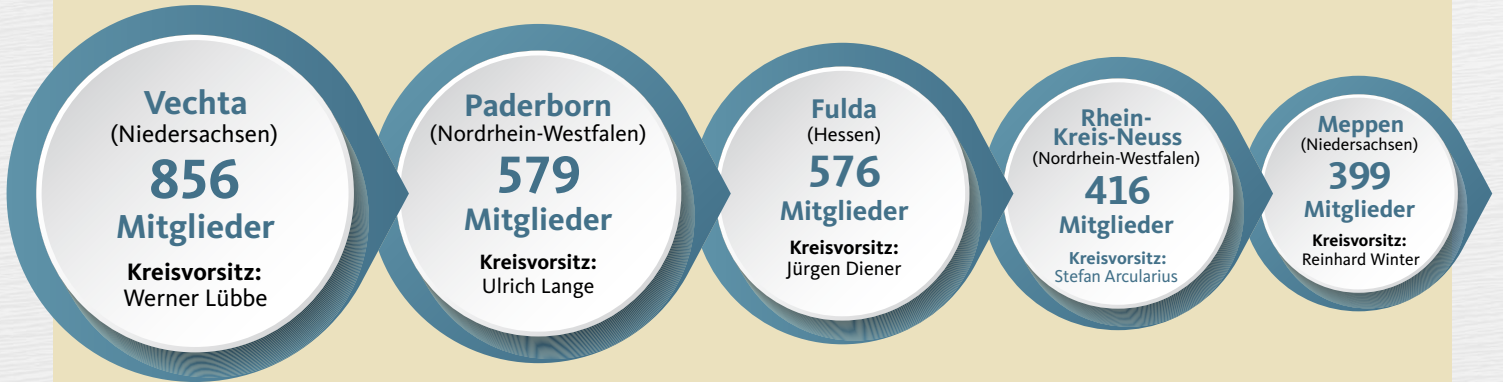 Vechta
(Niedersachsen)
856
Mitglieder
Kreisvorsitz:
Werner Lübbe
Paderborn
(Nordrhein-Westfalen)
579
Mitglieder
Kreisvorsitz:
Ulrich Lange
Fulda
(Hessen)
576
Mitglieder
Kreisvorsitz:
Jürgen Diener
Rhein-
Kreis-Neuss
(Nordrhein-Westfalen)
416
Mitglieder
Kreisvorsitz:
Stefan Arcularius
Meppen
(Niedersachsen)
399
Mitglieder
Kreisvorsitz:
Reinhard Winter